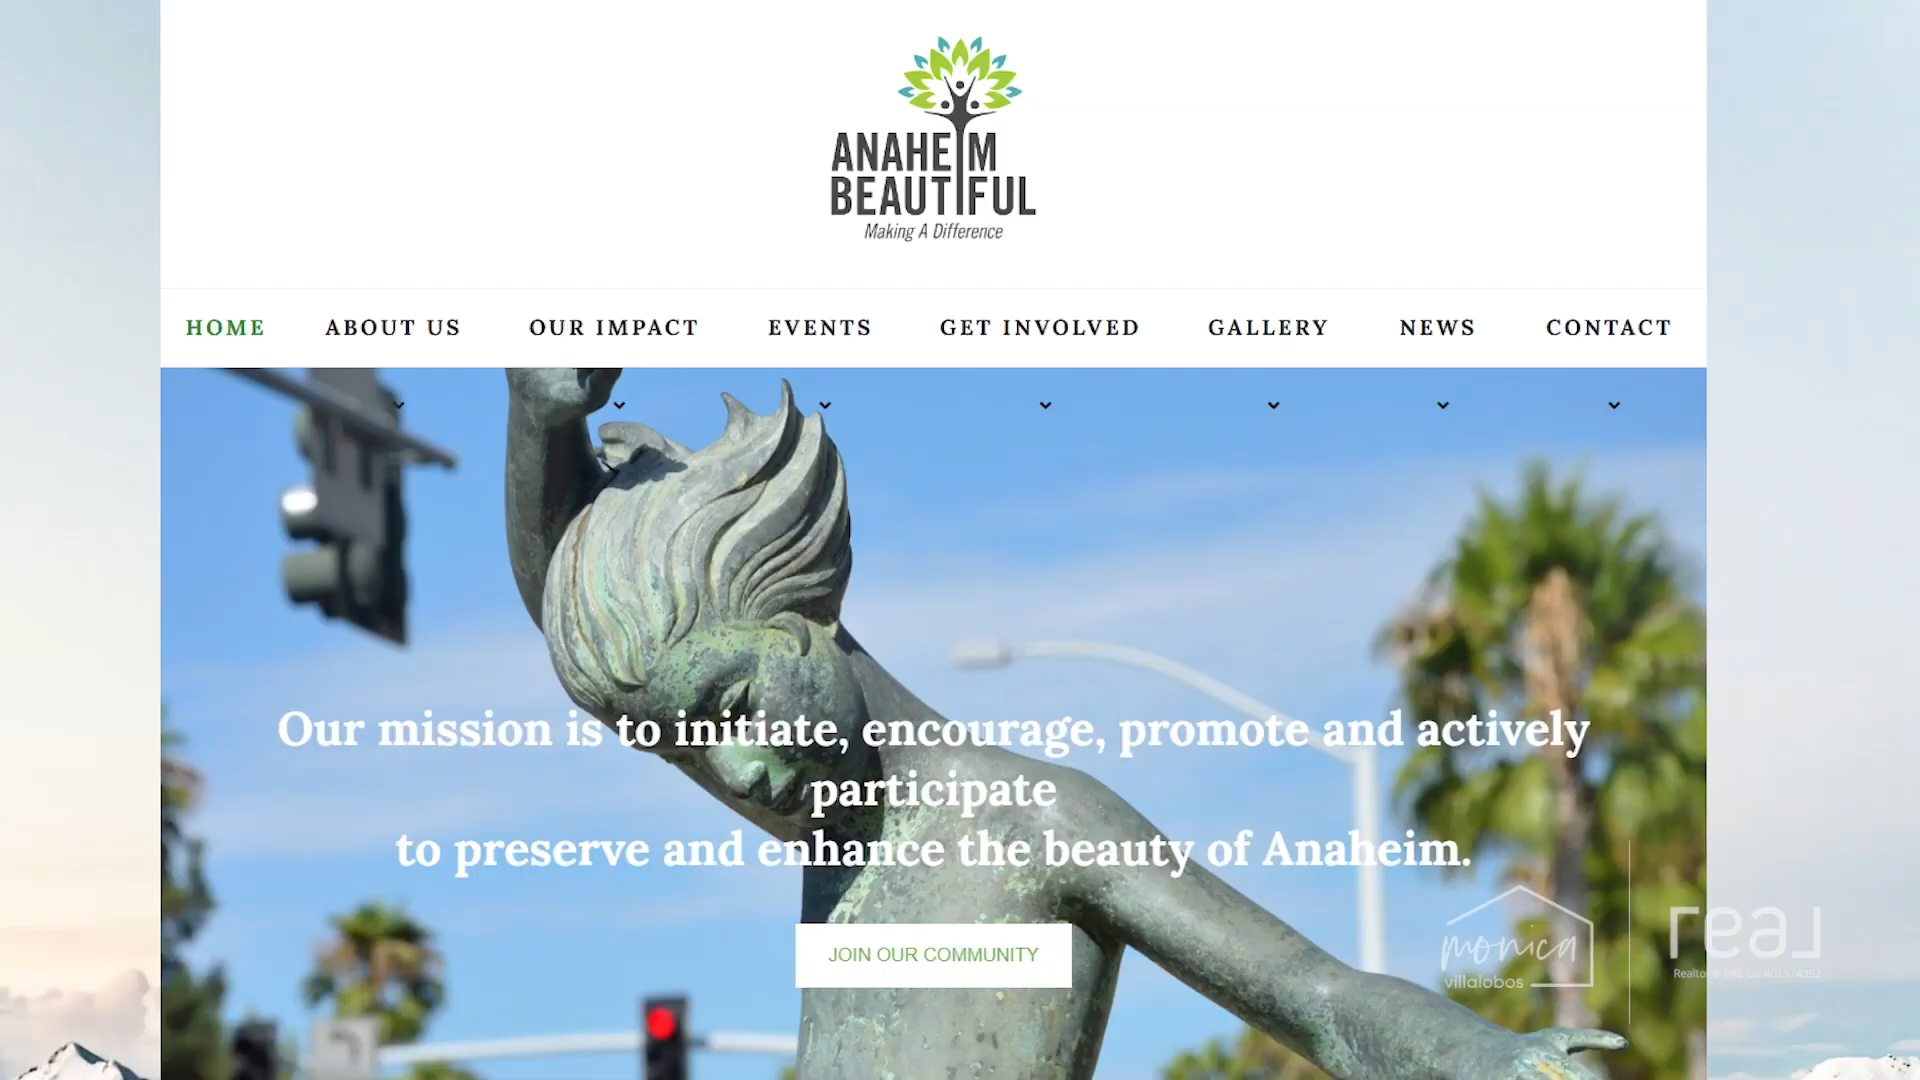 ANAHEIM
BEAUTIFUL
Making A Difference
HOME ABOUT US OUR IMPACT EVENTS GET INVOLVED GALLERY NEWS CONTACT
Our mission is to initiate, encourage, promote and actively
participate
to preserve and enhance the beauty of Anaheim.
JOIN OUR COMMUNITY
monica
villalobos
real